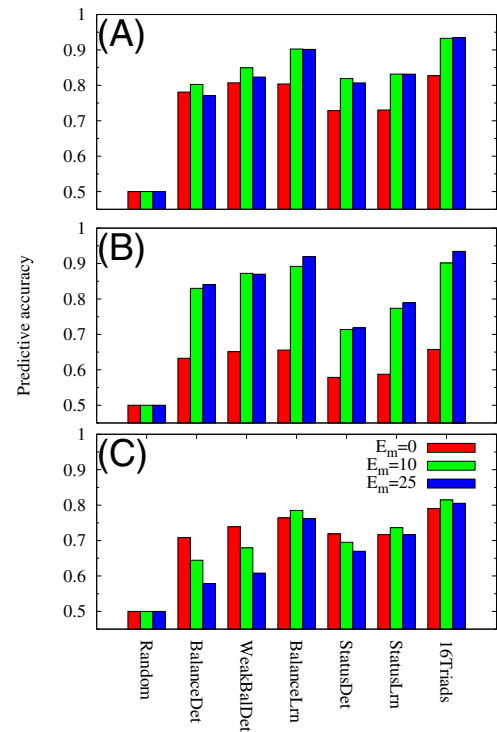 (A)
1
0.9
0.8
0.7
0.6
0.5
(B)
1
0.9
0.8
0.7
0.6
0.5
Predictive accuracy
(C)
1
0.9
0.8
0.7
0.6
0.5
E_m=0
E_m=10
E_m=25
Random
BalanceDet
WeakBalDet
BalanceLrn
StatusDet
StatusLrn
16Triads